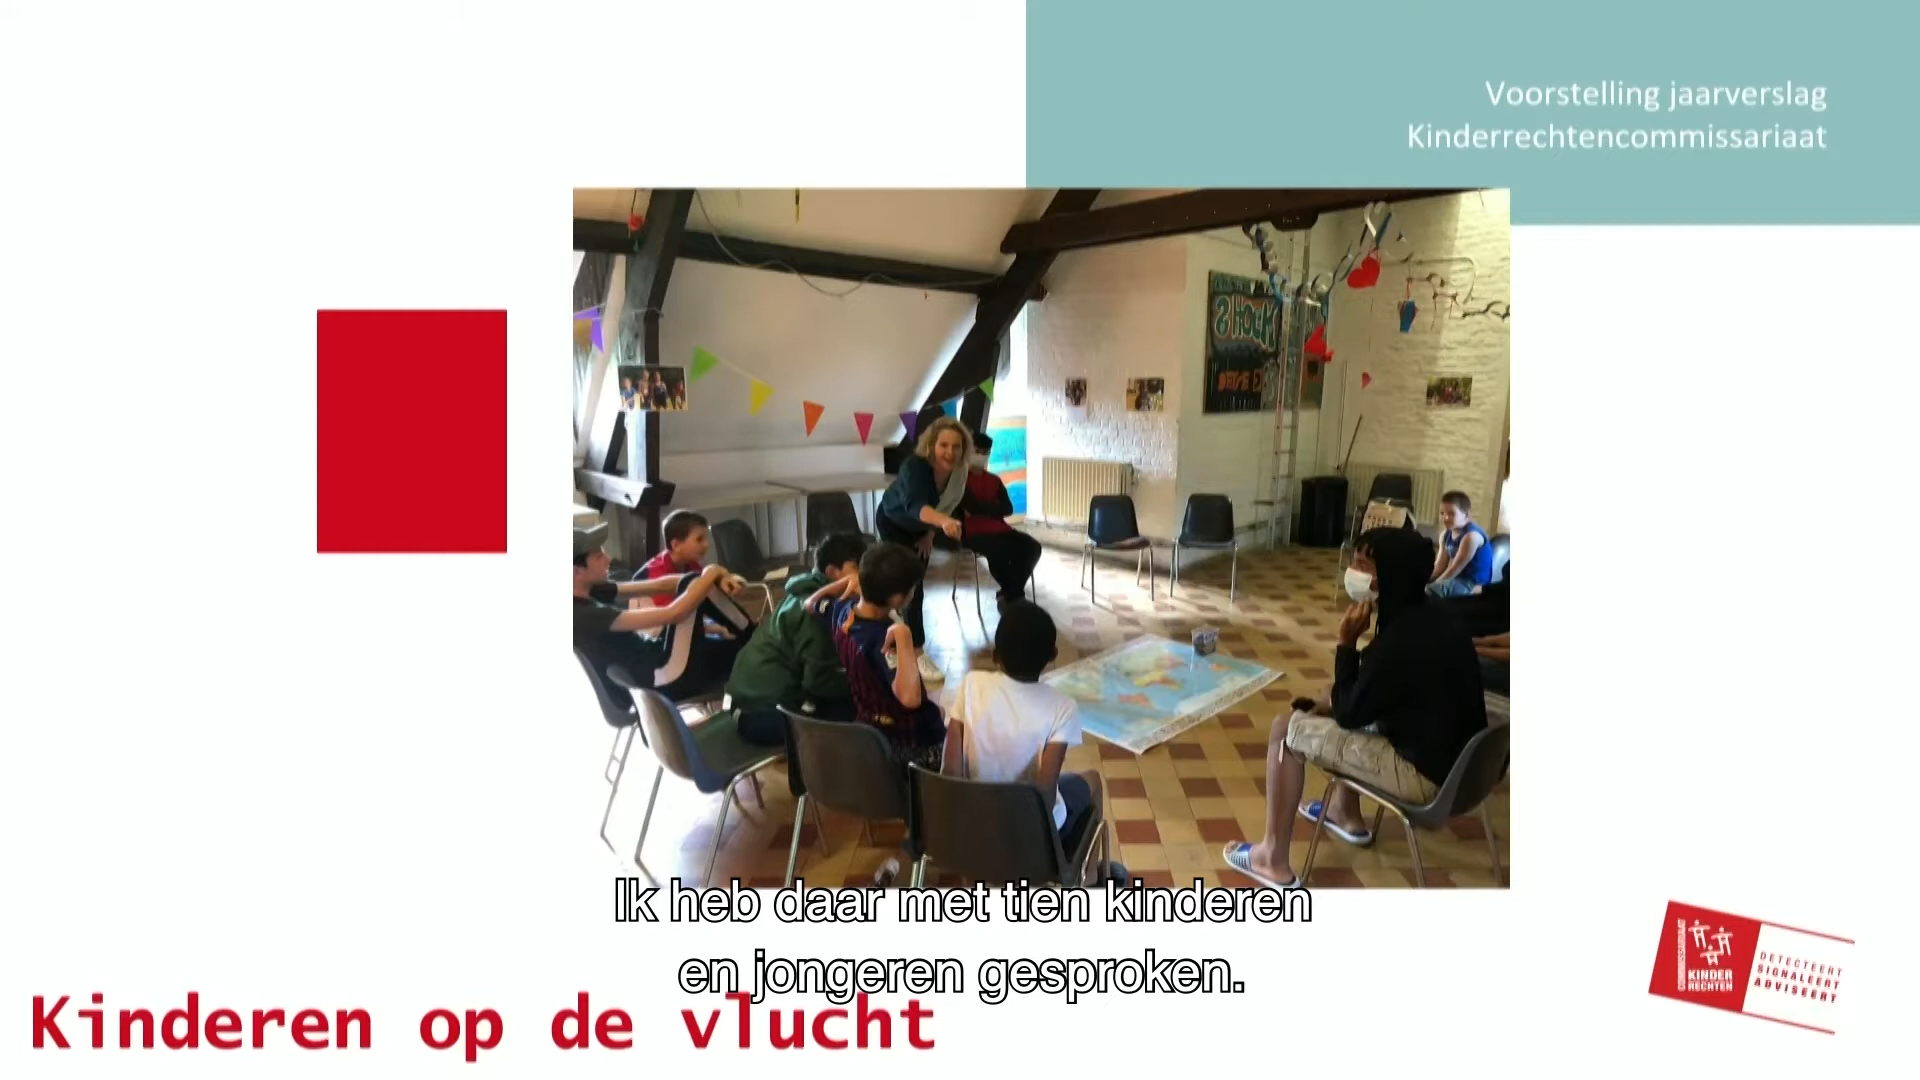 Voorstelling jaarverslag
Kinderrechtencommissariaat
Ik heb daar met tien kinderen
en jongeren gesproken.
Kinderen op de vlucht
COMMISSARIAAT
KINDER
RECHTEN
DETECTEERT
SIGNALEERT
ADVISEERT